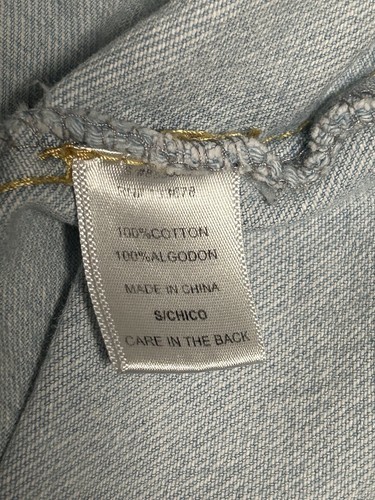 100%COTTON
100%ALGODON
MADE IN CHINA
S/CHICO
CARE IN THE BACK